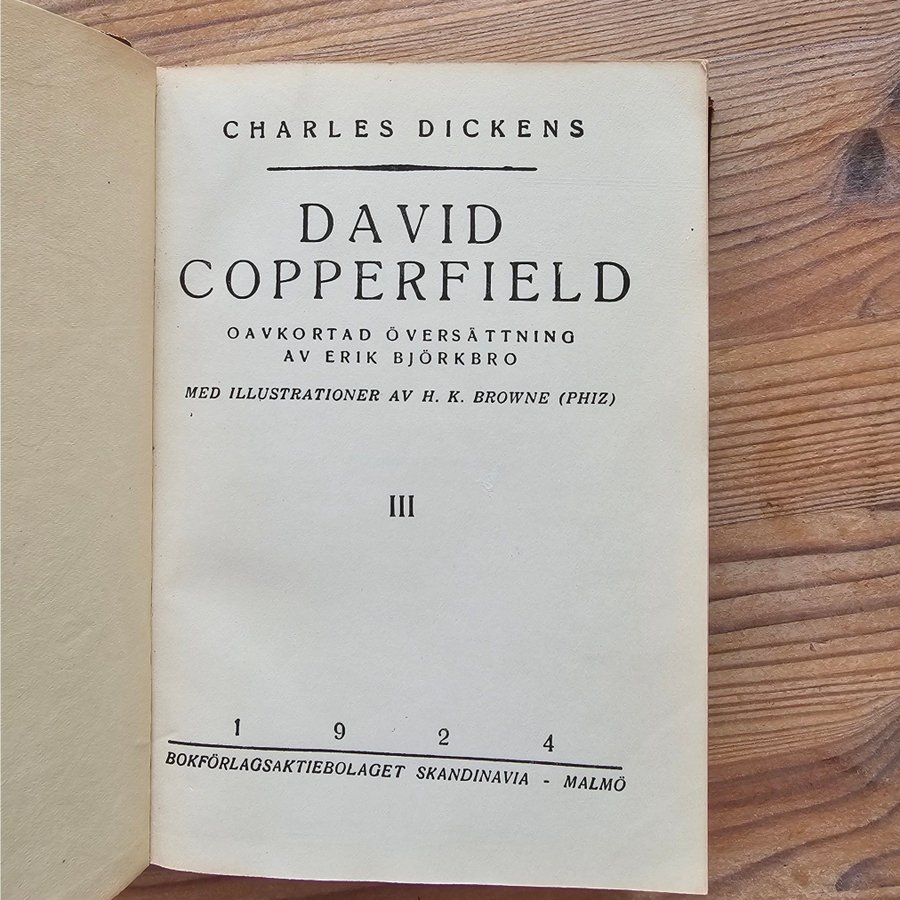 CHARLES DICKENS
DAVID
COPPERFIELD
OAVKORTAD ÖVERSÄTTNING
AV ERIK BJÖRKBRO
MED ILLUSTRATIONER AV H. K. BROWNE (PHIZ)
III
1 9 2 4
BOKFÖRLAGSAKTIEBOLAGET SKANDINAVIA - MALMÖ